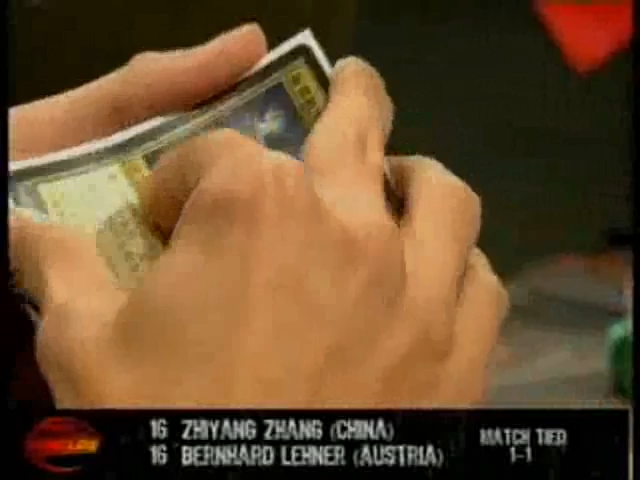 16 ZHIYANG ZHANG (CHINA)
16 BERNHARD LEHNER (AUSTRIA)
MATCH TIED
1-1